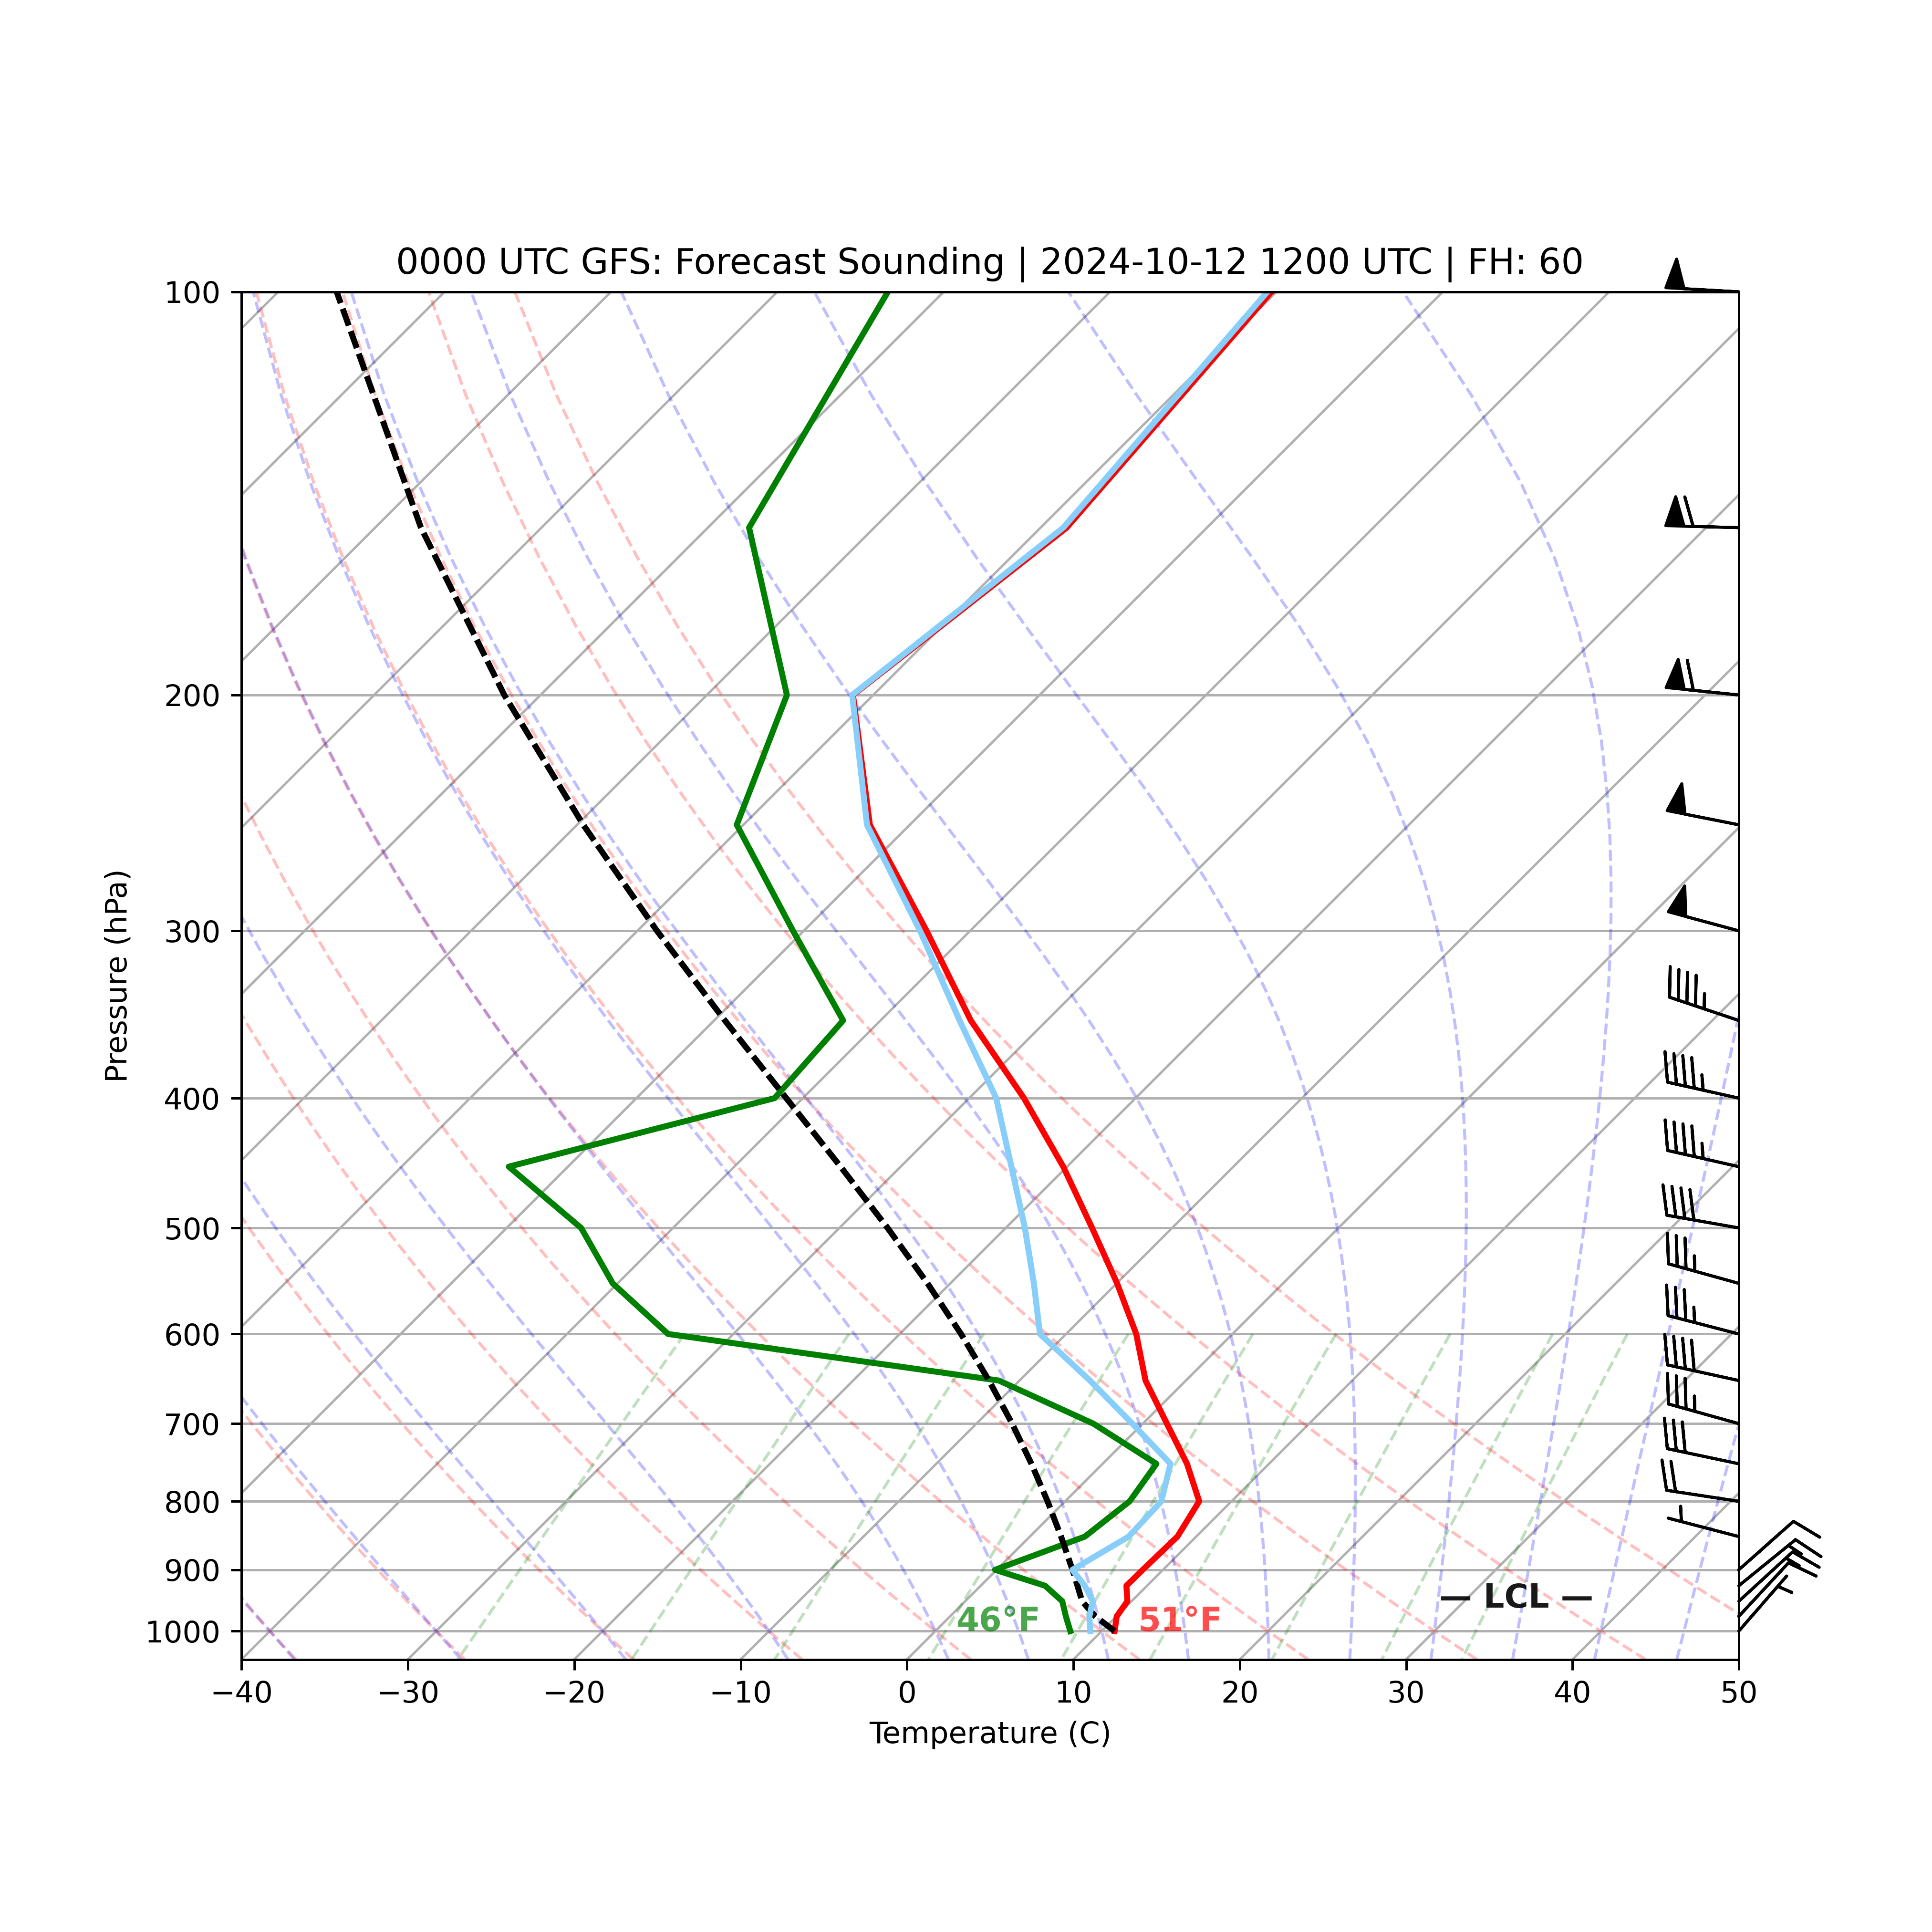 0000 UTC GFS: Forecast Sounding | 2024-10-12 1200 UTC | FH: 60
100
200
300
400
500
600
700
800
900
1000
Pressure (hPa)
46°F
51°F
— LCL —
−40 −30 −20 −10 0 10 20 30 40 50
Temperature (C)